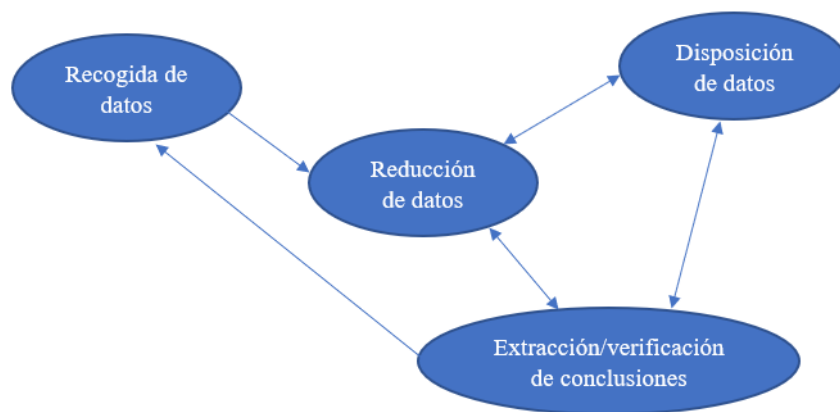 Recogida de
datos
Disposición
de datos
Reducción
de datos
Extracción/verificación
de conclusiones